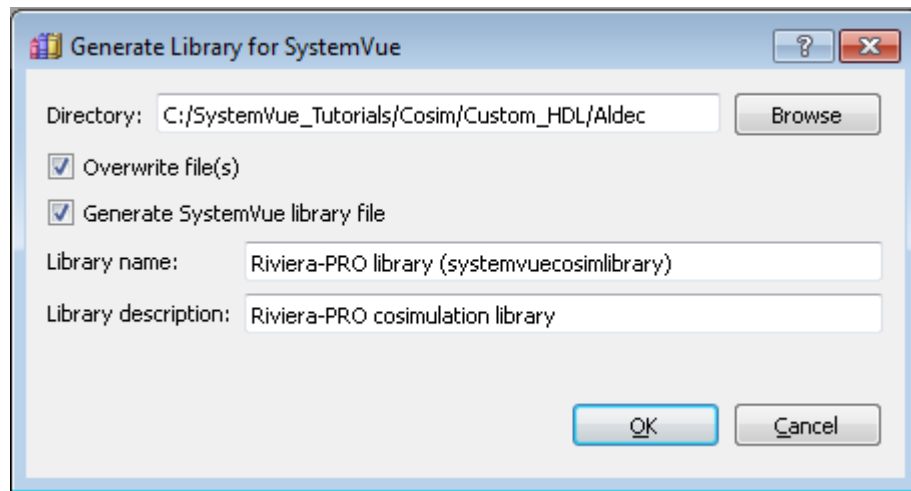 Generate Library for SystemVue
?
Directory: C:/SystemVue_Tutorials/Cosim/Custom_HDL/Aldec Browse
Overwrite file(s)
Generate SystemVue library file
Library name: Riviera-PRO library (systemvuecosimlibrary)
Library description: Riviera-PRO cosimulation library
OK Cancel